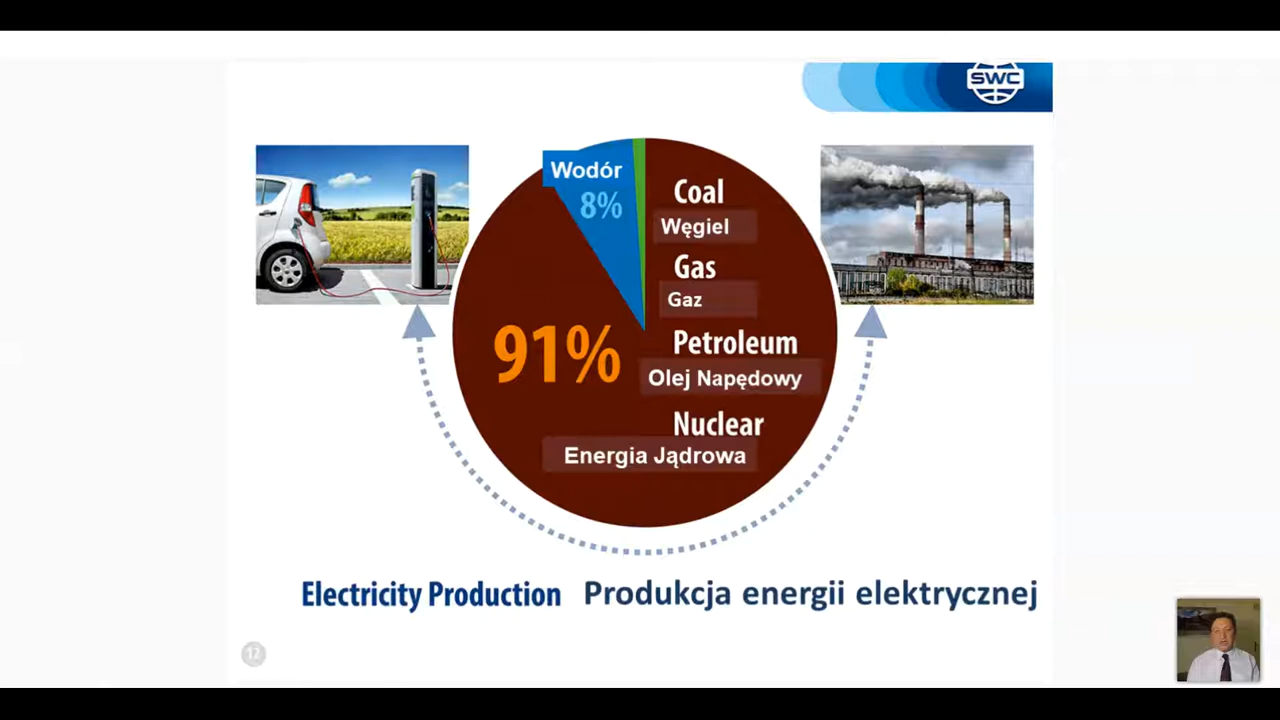 SWC
Wodór
8%
Coal
Węgiel
Gas
Gaz
91%
Petroleum
Olej Napędowy
Nuclear
Energia Jądrowa
Electricity Production Produkcja energii elektrycznej
12